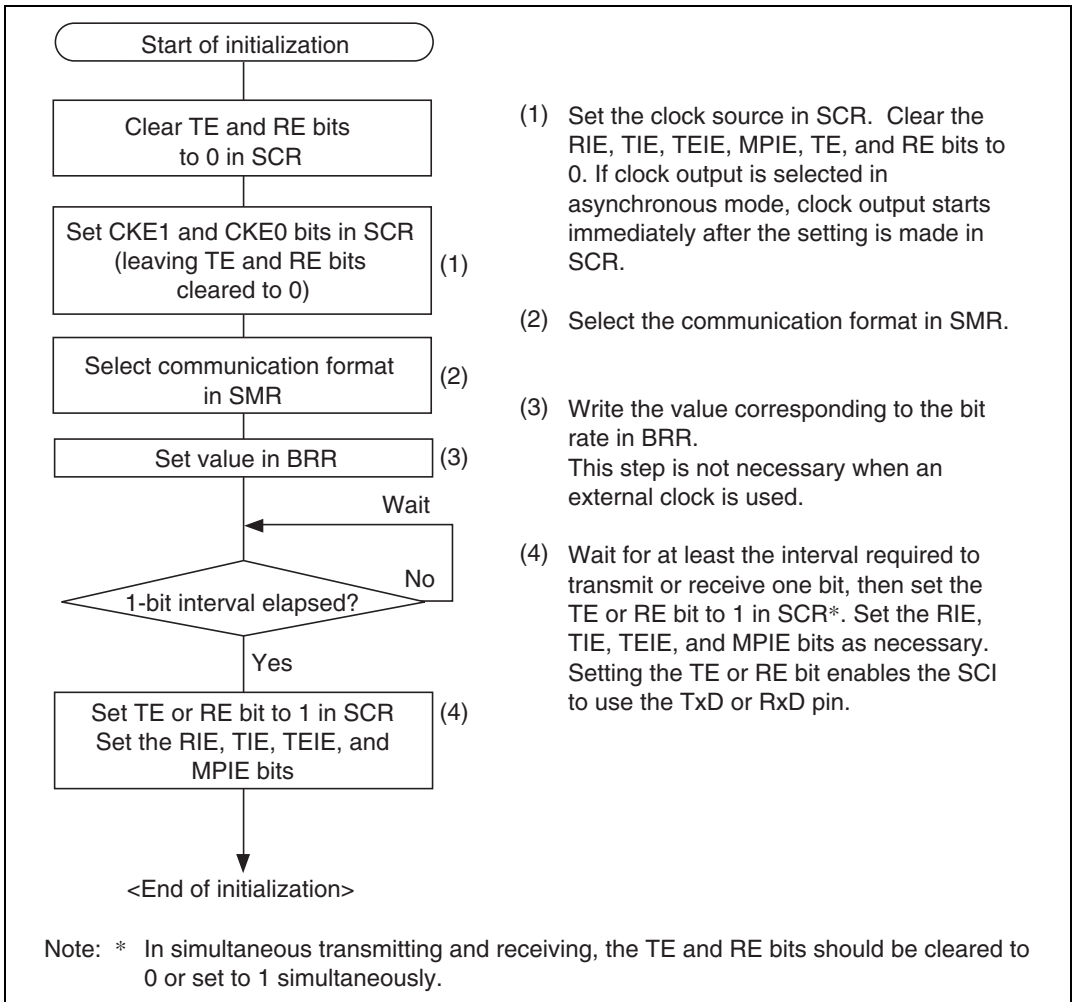 Start of initialization
Clear TE and RE bits
to 0 in SCR
Set CKE1 and CKE0 bits in SCR
(leaving TE and RE bits
cleared to 0)
(1)
Select communication format
in SMR
(2)
Set value in BRR
(3)
Wait
No
1-bit interval elapsed?
Yes
Set TE or RE bit to 1 in SCR
Set the RIE, TIE, TEIE, and
MPIE bits
(4)
<End of initialization>
(1) Set the clock source in SCR. Clear the
RIE, TIE, TEIE, MPIE, TE, and RE bits to
0. If clock output is selected in
asynchronous mode, clock output starts
immediately after the setting is made in
SCR.
(2) Select the communication format in SMR.
(3) Write the value corresponding to the bit
rate in BRR.
This step is not necessary when an
external clock is used.
(4) Wait for at least the interval required to
transmit or receive one bit, then set the
TE or RE bit to 1 in SCR*. Set the RIE,
TIE, TEIE, and MPIE bits as necessary.
Setting the TE or RE bit enables the SCI
to use the TxD or RxD pin.
Note: * In simultaneous transmitting and receiving, the TE and RE bits should be cleared to
0 or set to 1 simultaneously.